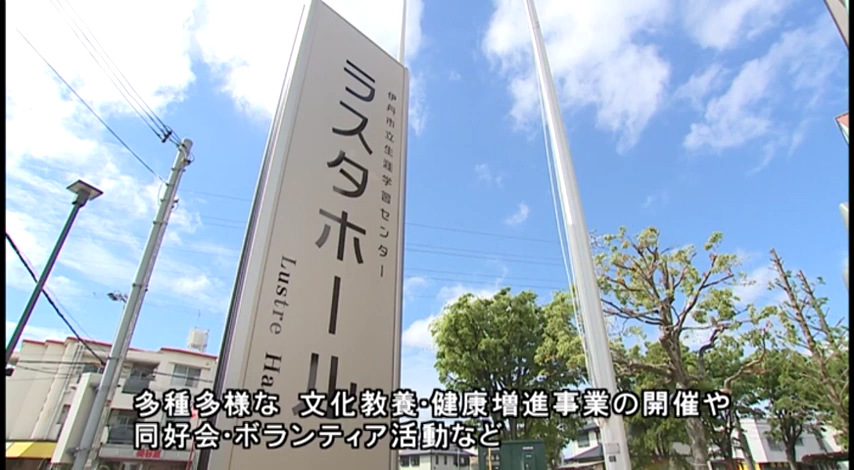 伊丹市立生涯学習センター
ラスタホール
Lustre Ha
多種多様な 文化教養・健康増進事業の開催や
同好会・ボランティア活動など